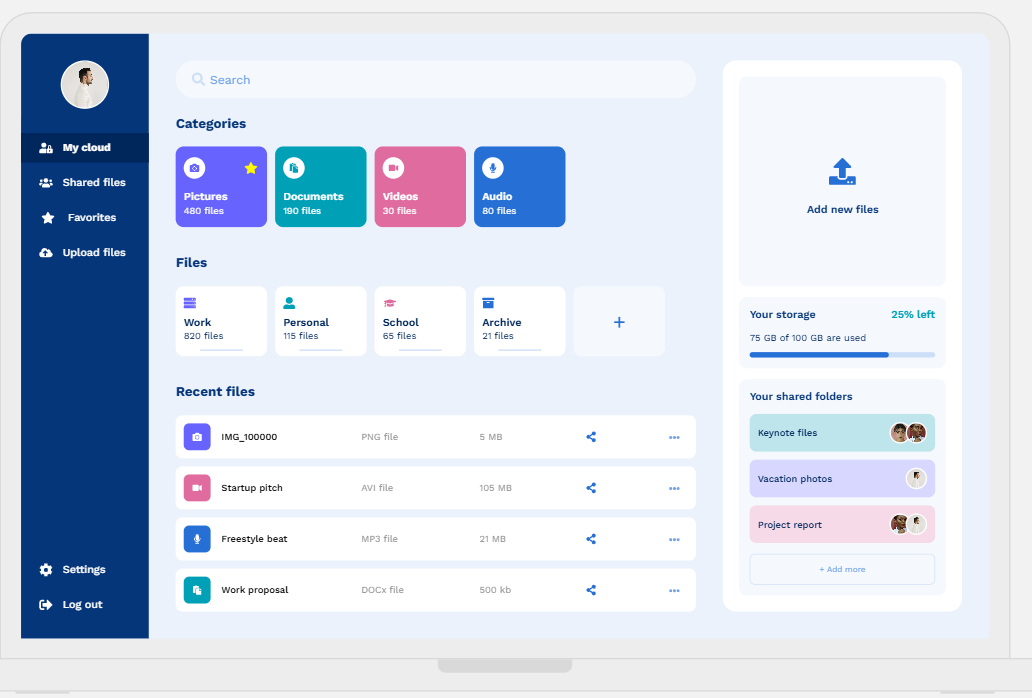 My cloud
Shared files
Favorites
Upload files
Settings
Log out
Search
Categories
Pictures
480 files
Documents
190 files
Videos
30 files
Audio
80 files
Files
Work
820 files
Personal
115 files
School
65 files
Archive
21 files
+
Recent files
IMG_100000 PNG file 5 MB
Startup pitch AVI file 105 MB
Freestyle beat MP3 file 21 MB
Work proposal DOCx file 500 kb
Add new files
Your storage 25% left
75 GB of 100 GB are used
Your shared folders
Keynote files
Vacation photos
Project report
+ Add more